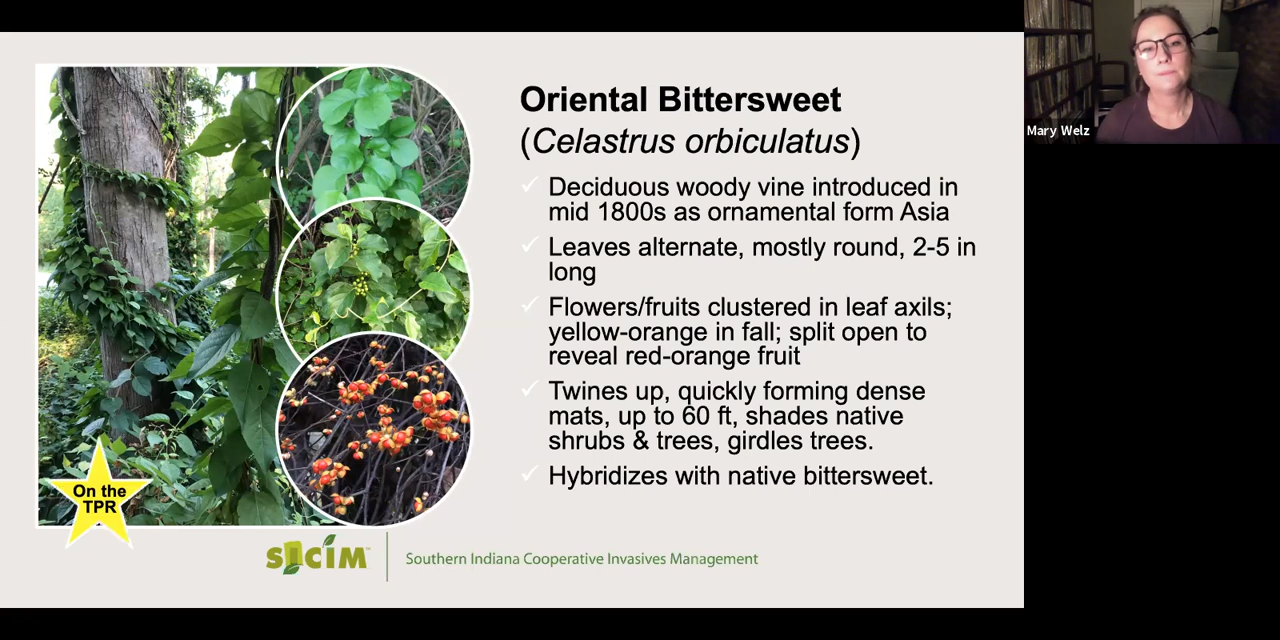 Oriental Bittersweet
(Celastrus orbiculatus)
Deciduous woody vine introduced in
mid 1800s as ornamental form Asia
Leaves alternate, mostly round, 2-5 in
long
Flowers/fruits clustered in leaf axils;
yellow-orange in fall; split open to
reveal red-orange fruit
Twines up, quickly forming dense
mats, up to 60 ft, shades native
shrubs & trees, girdles trees.
Hybridizes with native bittersweet.
On the
TPR
SICIM™
Southern Indiana Cooperative Invasives Management
Mary Welz